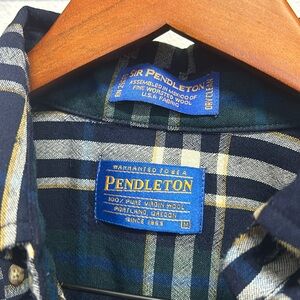 SIR PENDLETON
ASSEMBLED IN MEXICO OF
FINE WORSTED WOOL
U.S.A. FABRIC
WARRANTED TO BE A
PENDLETON
100% PURE VIRGIN WOOL
PORTLAND, OREGON
SINCE
M